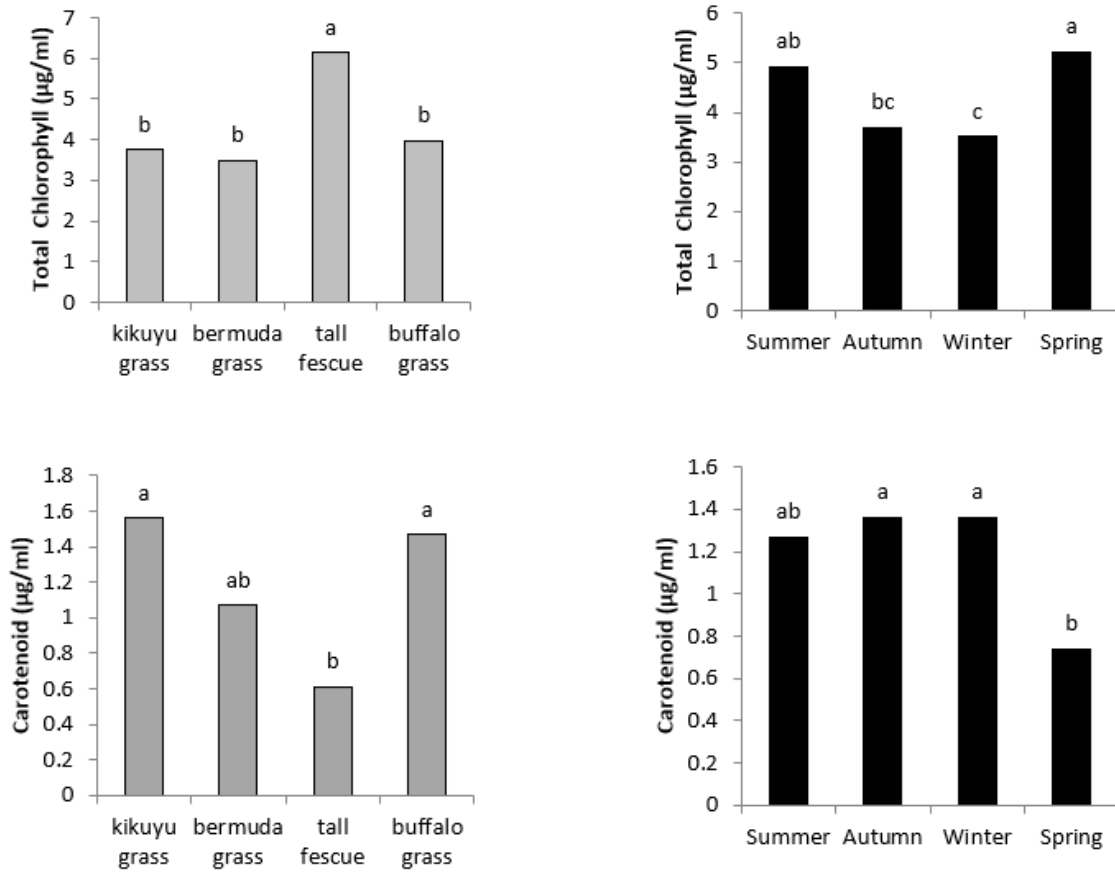 Total Chlorophyll (µg/ml)
7
6
5
4
3
2
1
0
b
b
a
b
kikuyu grass
bermuda grass
tall fescue
buffalo grass
Total Chlorophyll (µg/ml)
6
5
4
3
2
1
0
ab
bc
c
a
Summer
Autumn
Winter
Spring
Carotenoid (µg/ml)
1.8
1.6
1.4
1.2
1
0.8
0.6
0.4
0.2
0
a
ab
b
a
kikuyu grass
bermuda grass
tall fescue
buffalo grass
Carotenoid (µg/ml)
1.6
1.4
1.2
1
0.8
0.6
0.4
0.2
0
ab
a
a
b
Summer
Autumn
Winter
Spring